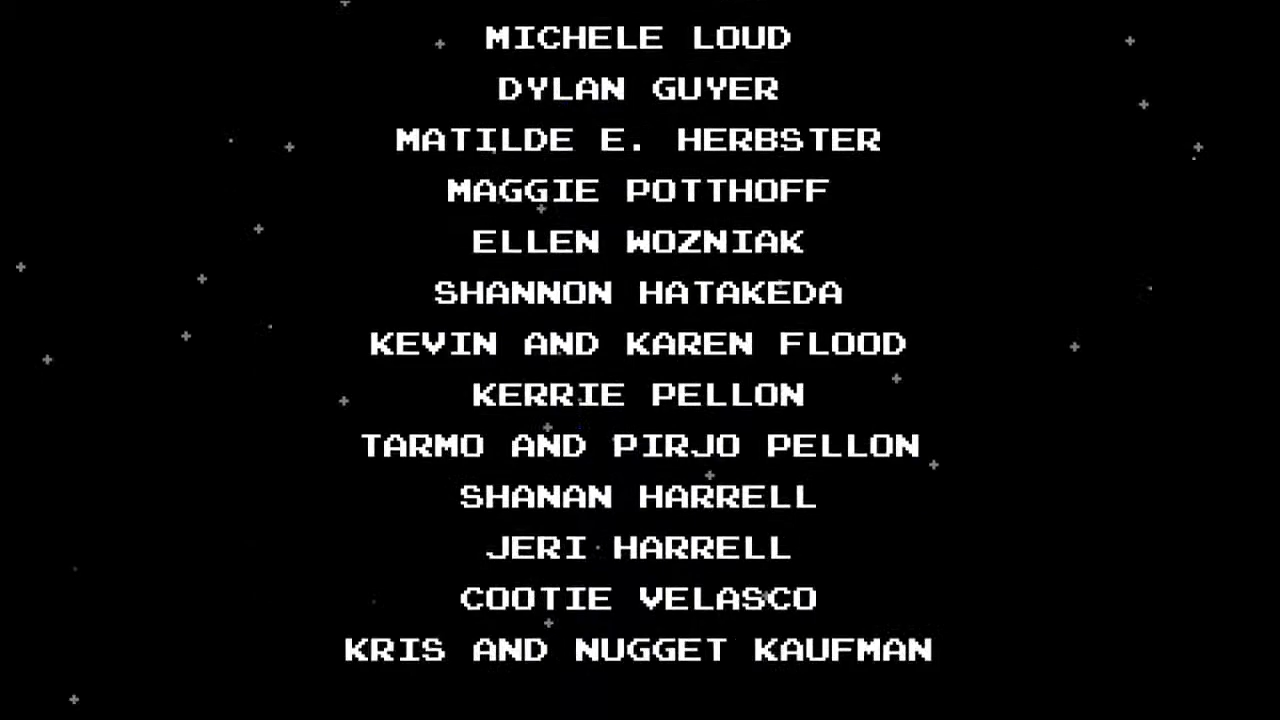 MICHELE LOUD
DYLAN GUYER
MATILDE E. HERBSTER
MAGGIE POTTHOFF
ELLEN WOZNIAK
SHANNON HATAKEDA
KEVIN AND KAREN FLOOD
KERRIE PELLON
TARMO AND PIRJO PELLON
SHANAN HARRELL
JERI HARRELL
COOTIE VELASCO
KRIS AND NUGGET KAUFMAN